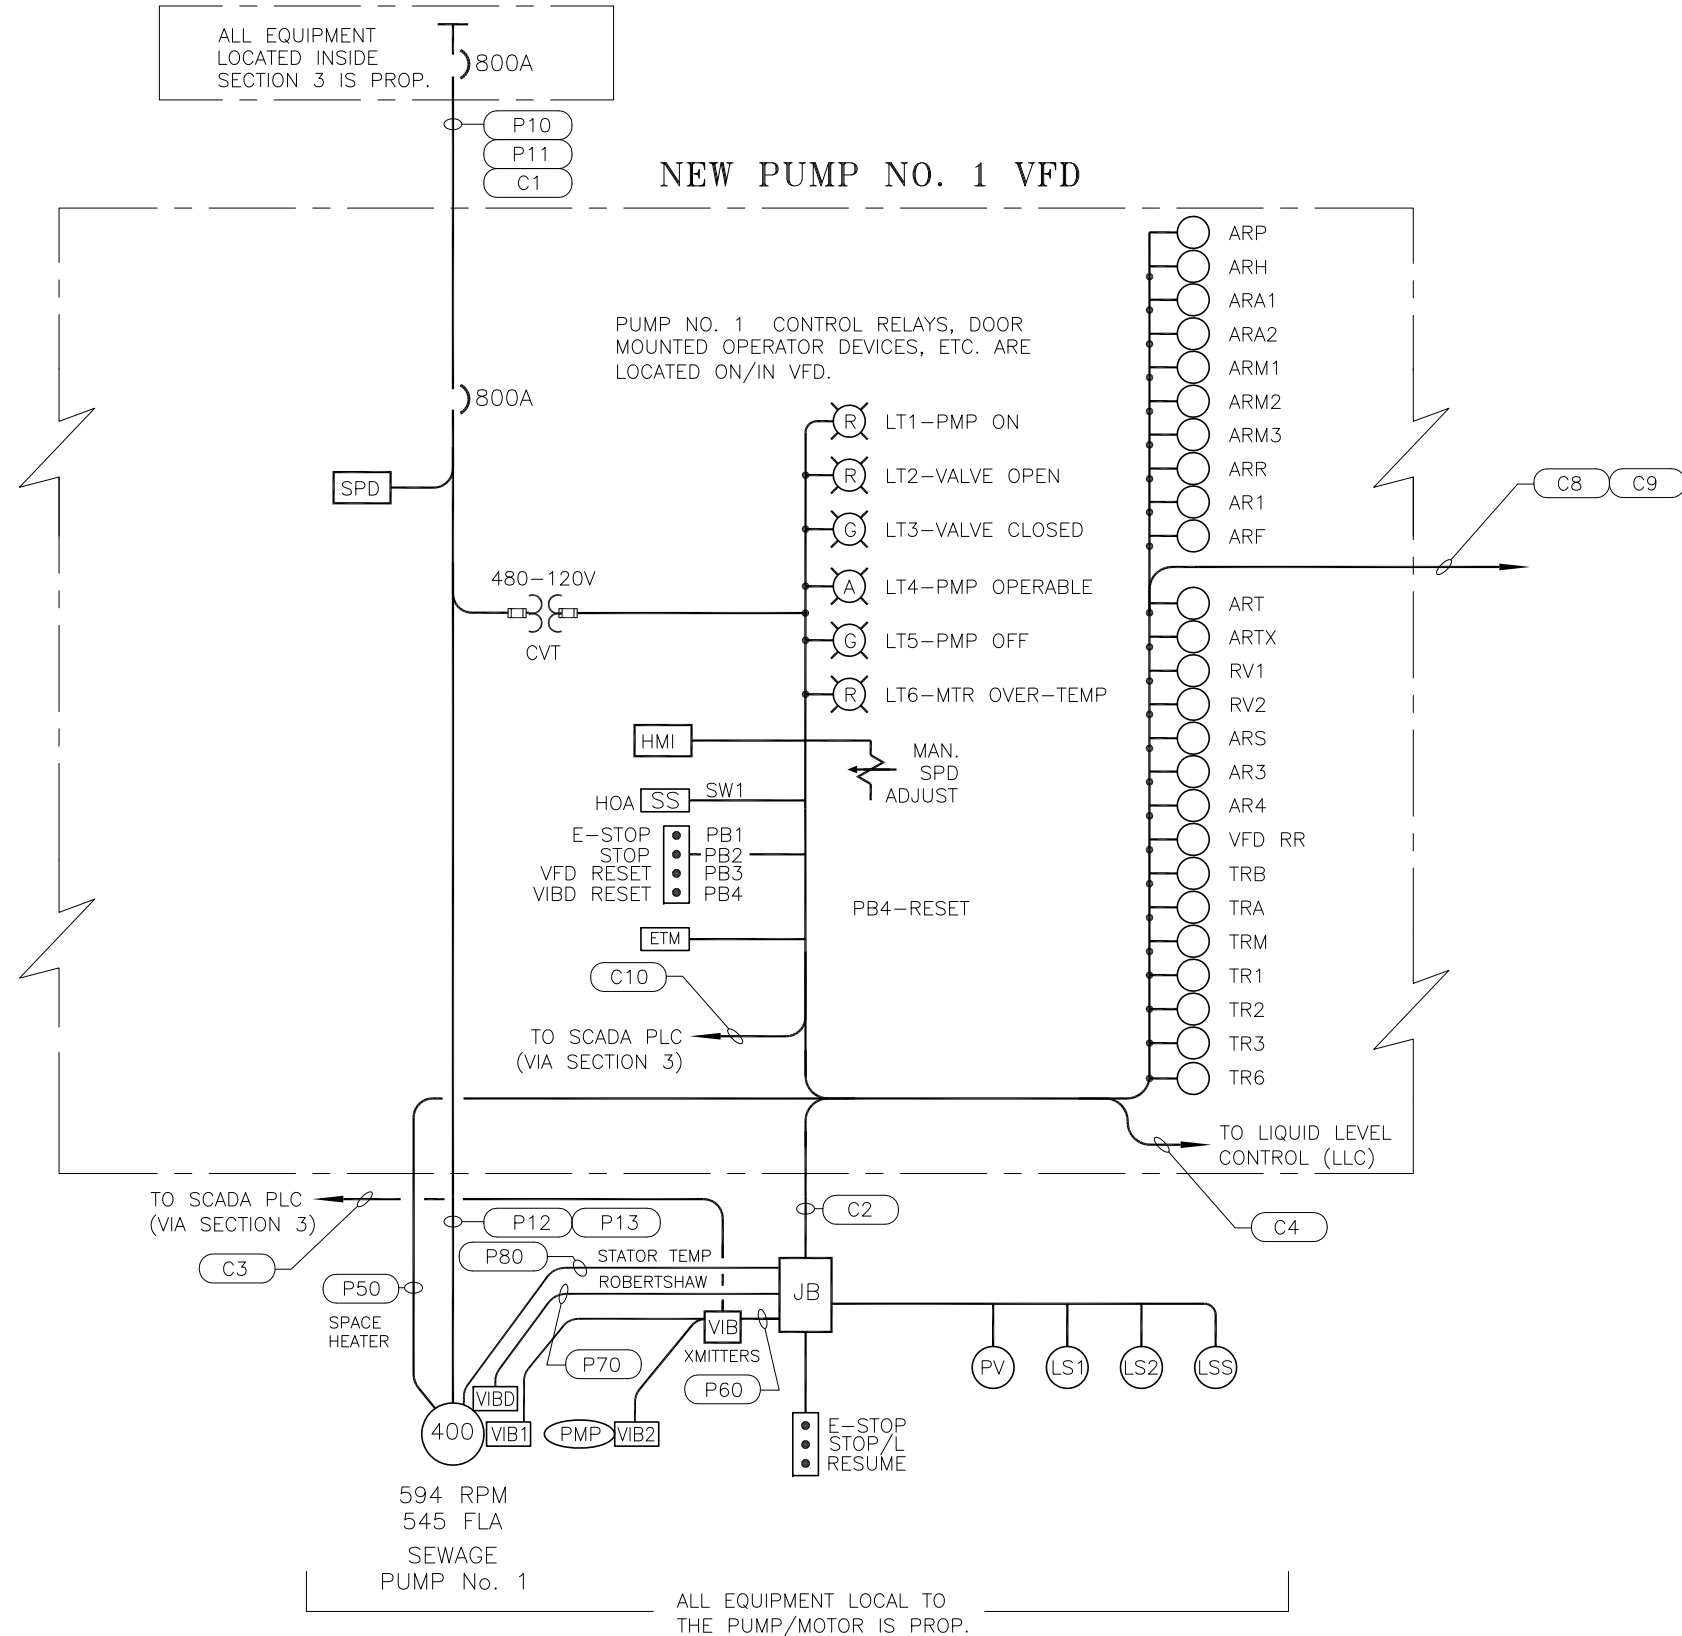 ALL EQUIPMENT
LOCATED INSIDE
SECTION 3 IS PROP.
800A
P10
P11
C1
NEW PUMP NO. 1 VFD
PUMP NO. 1 CONTROL RELAYS, DOOR
MOUNTED OPERATOR DEVICES, ETC. ARE
LOCATED ON/IN VFD.
800A
SPD
480-120V
CVT
R LT1-PMP ON
R LT2-VALVE OPEN
G LT3-VALVE CLOSED
A LT4-PMP OPERABLE
G LT5-PMP OFF
R LT6-MTR OVER-TEMP
HMI
MAN.
SPD
ADJUST
HOA SS SW1
E-STOP PB1
STOP PB2
VFD RESET PB3
VIBD RESET PB4
PB4-RESET
ETM
C10
TO SCADA PLC
(VIA SECTION 3)
ARP
ARH
ARA1
ARA2
ARM1
ARM2
ARM3
ARR
AR1
ARF
C8 C9
ART
ARTX
RV1
RV2
ARS
AR3
AR4
VFD RR
TRB
TRA
TRM
TR1
TR2
TR3
TR6
TO LIQUID LEVEL
CONTROL (LLC)
C4
TO SCADA PLC
(VIA SECTION 3)
C3
P12 P13
C2
P80
STATOR TEMP
ROBERTSHAW
P50
SPACE
HEATER
JB
VIB
XMITTERS
P70
P60
PV
LS1
LS2
LSS
VIBD
400
VIB1
PMP
VIB2
E-STOP
STOP/L
RESUME
594 RPM
545 FLA
SEWAGE
PUMP No. 1
ALL EQUIPMENT LOCAL TO
THE PUMP/MOTOR IS PROP.